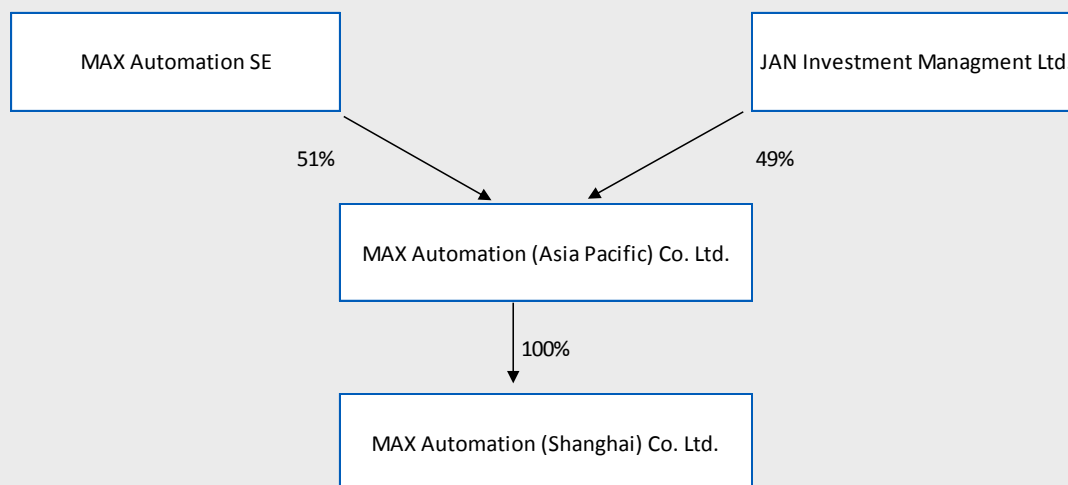 MAX Automation SE
JAN Investment Managment Ltd.
51%
49%
MAX Automation (Asia Pacific) Co. Ltd.
100%
MAX Automation (Shanghai) Co. Ltd.